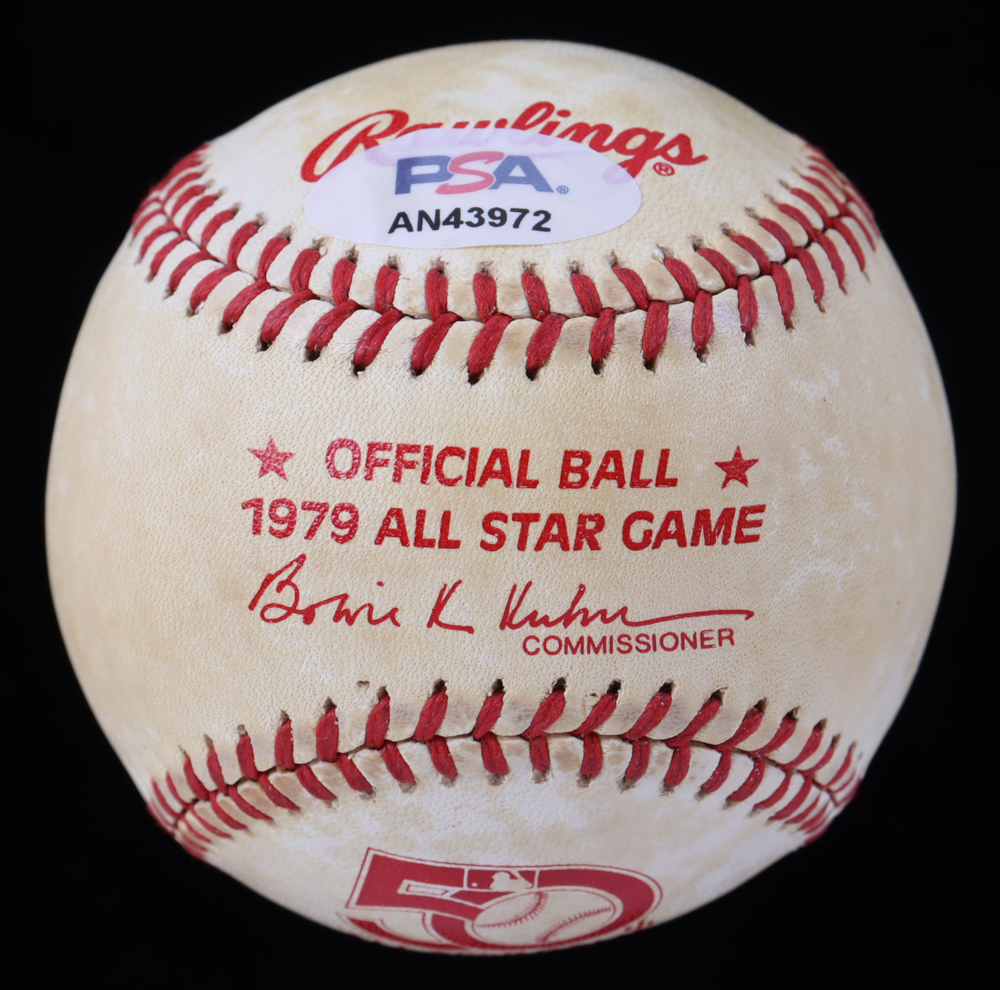 Rawlings®
PSA®
AN43972
★ OFFICIAL BALL ★
1979 ALL STAR GAME
Bowie K Kuhn
COMMISSIONER
50